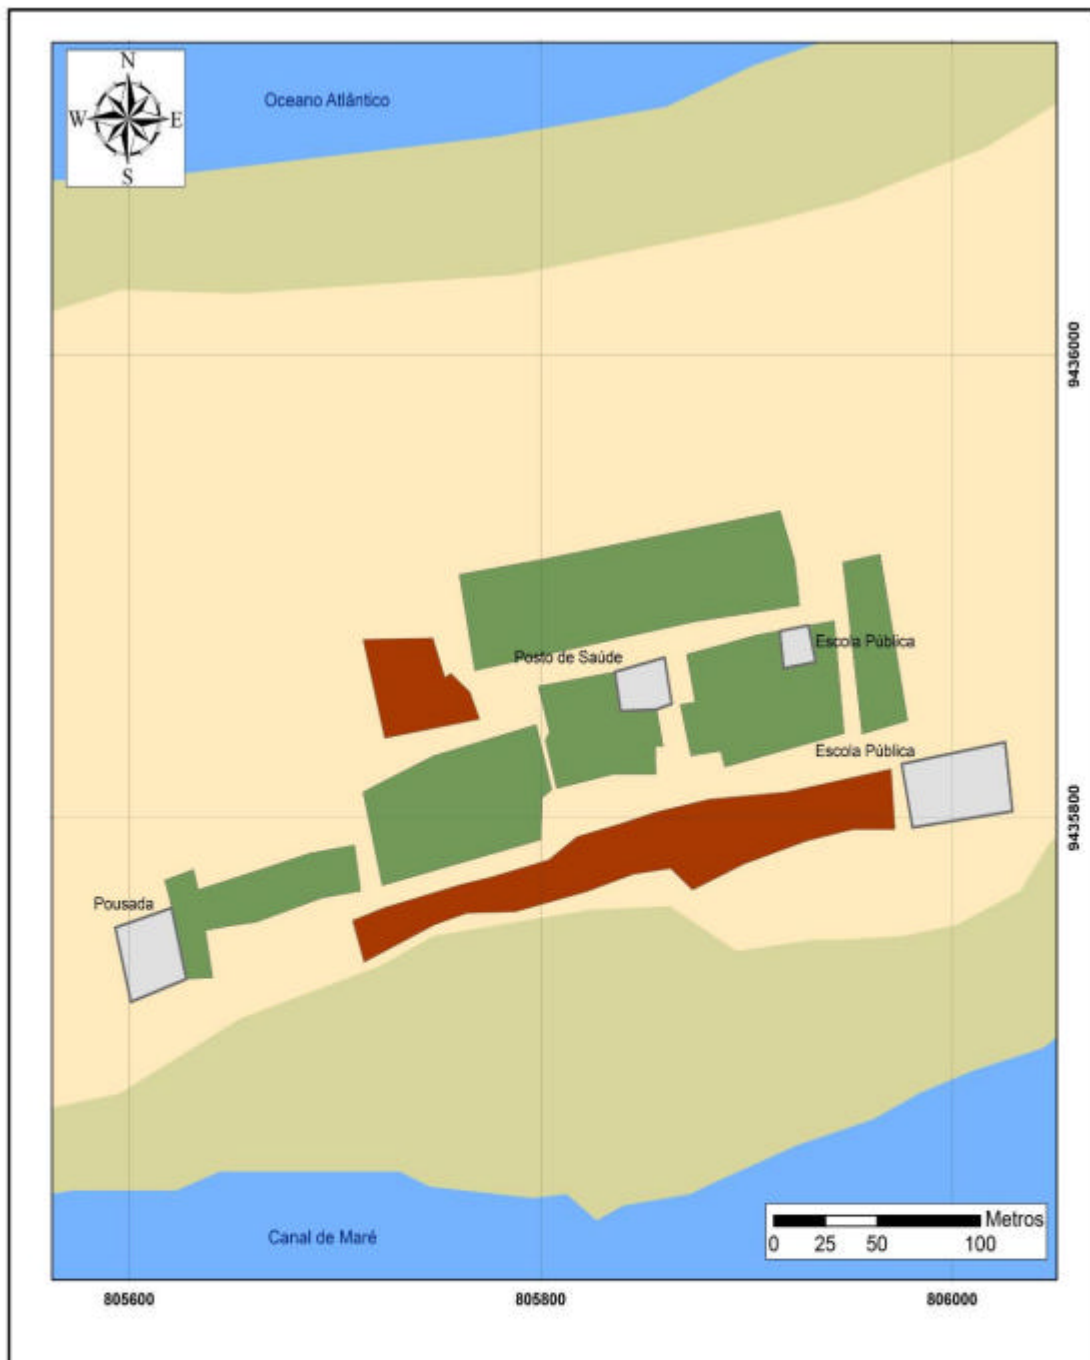 N
W E
S
Oceano Atlântico
9436000
Posto de Saúde
Escola Pública
Escola Pública
9435800
Pousada
Canal de Maré
Metros
0 25 50 100
805600 805800 806000